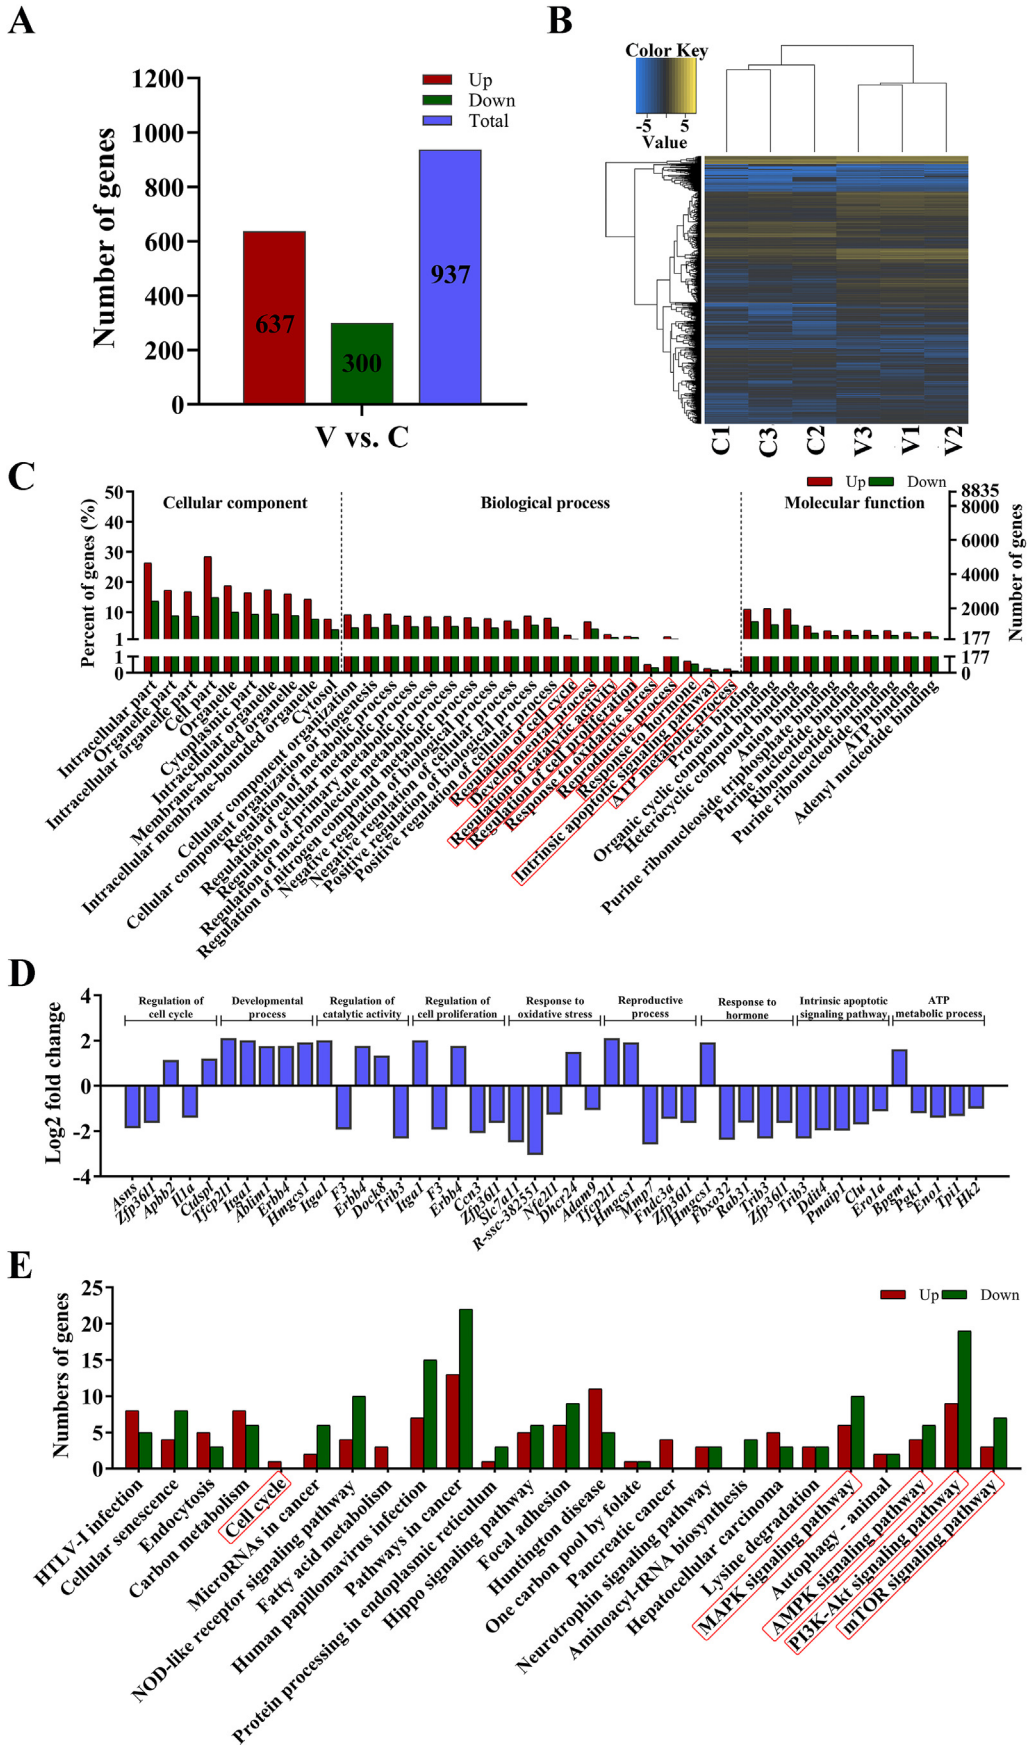 A
1200
1000
800
600
400
200
0
Number of genes
Up
Down
Total
637
300
937
V vs. C
B
Color Key
-5 5
Value
C1
C3
C2
V3
V1
V2
C
Up Down
Cellular component
Biological process
Molecular function
Percent of genes (%)
50
40
30
20
10
1
1
0
8835
8000
6000
4000
2000
177
177
0
Number of genes
Intracellular part
Organelle part
Intracellular organelle part
Cell part
Organelle
Cytoplasmic part
Intracellular organelle
Membrane-bounded organelle
Intracellular membrane-bounded organelle
Cytosol
Cellular component organization
Cellular component organization or biogenesis
Regulation of metabolic process
Regulation of cellular metabolic process
Regulation of primary metabolic process
Regulation of macromolecule metabolic process
Regulation of nitrogen compound metabolic process
Negative regulation of biological process
Negative regulation of cellular process
Positive regulation of biological process
Positive regulation of cellular process
Regulation of cell cycle
Developmental process
Regulation of catalytic activity
Regulation of cell proliferation
Response to oxidative stress
Reproductive process
Response to hormone
Intrinsic apoptotic signaling pathway
ATP metabolic process
Protein binding
Organic cyclic compound binding
Heterocyclic compound binding
Anion binding
Purine ribonucleoside triphosphate binding
Purine nucleotide binding
Ribonucleotide binding
Purine ribonucleotide binding
ATP binding
Adenyl nucleotide binding
D
Log2 fold change
4
2
0
-2
-4
Regulation of
cell cycle
Developmental
process
Regulation of
catalytic activity
Regulation of
cell proliferation
Response to
oxidative stress
Reproductive
process
Response to
hormone
Intrinsic apoptotic
signaling pathway
ATP
metabolic process
Asns
Zfp36l1
Apbb2
Il1a
Ctdsp1
Tfcp2l1
Itga1
Ablim1
Erbb4
Hmgcs1
Itga1
F3
Erbb4
Dock8
Trib3
Itga1
F3
Erbb4
Ccn3
Zfp36l1
Slc7a11
R-ssc-382551
Nfe2l1
Dhcr24
Adam9
Tfcp2l1
Hmgcs1
Mmp7
Fndc3a
Zfp36l1
Hmgcs1
Fbxo32
Rab31
Trib3
Zfp36l1
Trib3
Ddit4
Pmaip1
Clu
Ero1a
Bpgm
Pgk1
Eno1
Tpi1
Hk2
E
Numbers of genes
25
20
15
10
5
0
Up Down
HTLV-I infection
Cellular senescence
Endocytosis
Carbon metabolism
Cell cycle
MicroRNAs in cancer
NOD-like receptor signaling pathway
Fatty acid metabolism
Human papillomavirus infection
Pathways in cancer
Protein processing in endoplasmic reticulum
Hippo signaling pathway
Focal adhesion
Huntington disease
One carbon pool by folate
Pancreatic cancer
Neurotrophin signaling pathway
Aminoacyl-tRNA biosynthesis
Hepatocellular carcinoma
Lysine degradation
MAPK signaling pathway
Autophagy - animal
AMPK signaling pathway
PI3K-Akt signaling pathway
mTOR signaling pathway